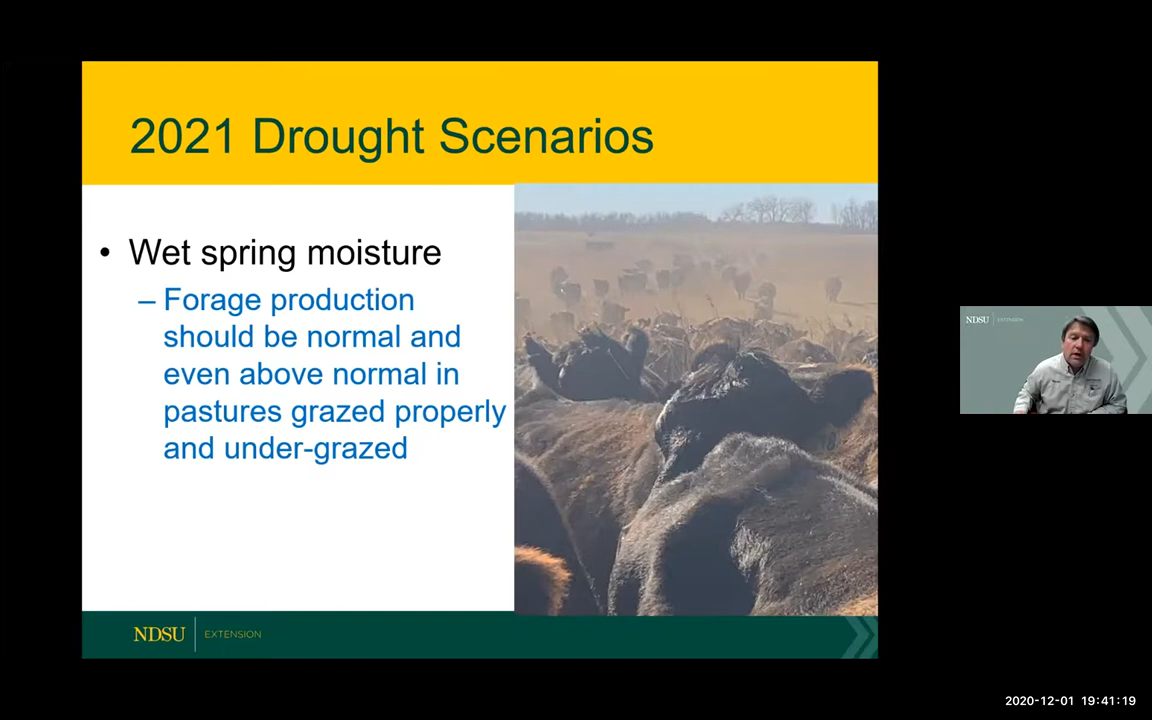 2021 Drought Scenarios
• Wet spring moisture
– Forage production
should be normal and
even above normal in
pastures grazed properly
and under-grazed
NDSU EXTENSION
NDSU EXTENSION
2020-12-01 19:41:19